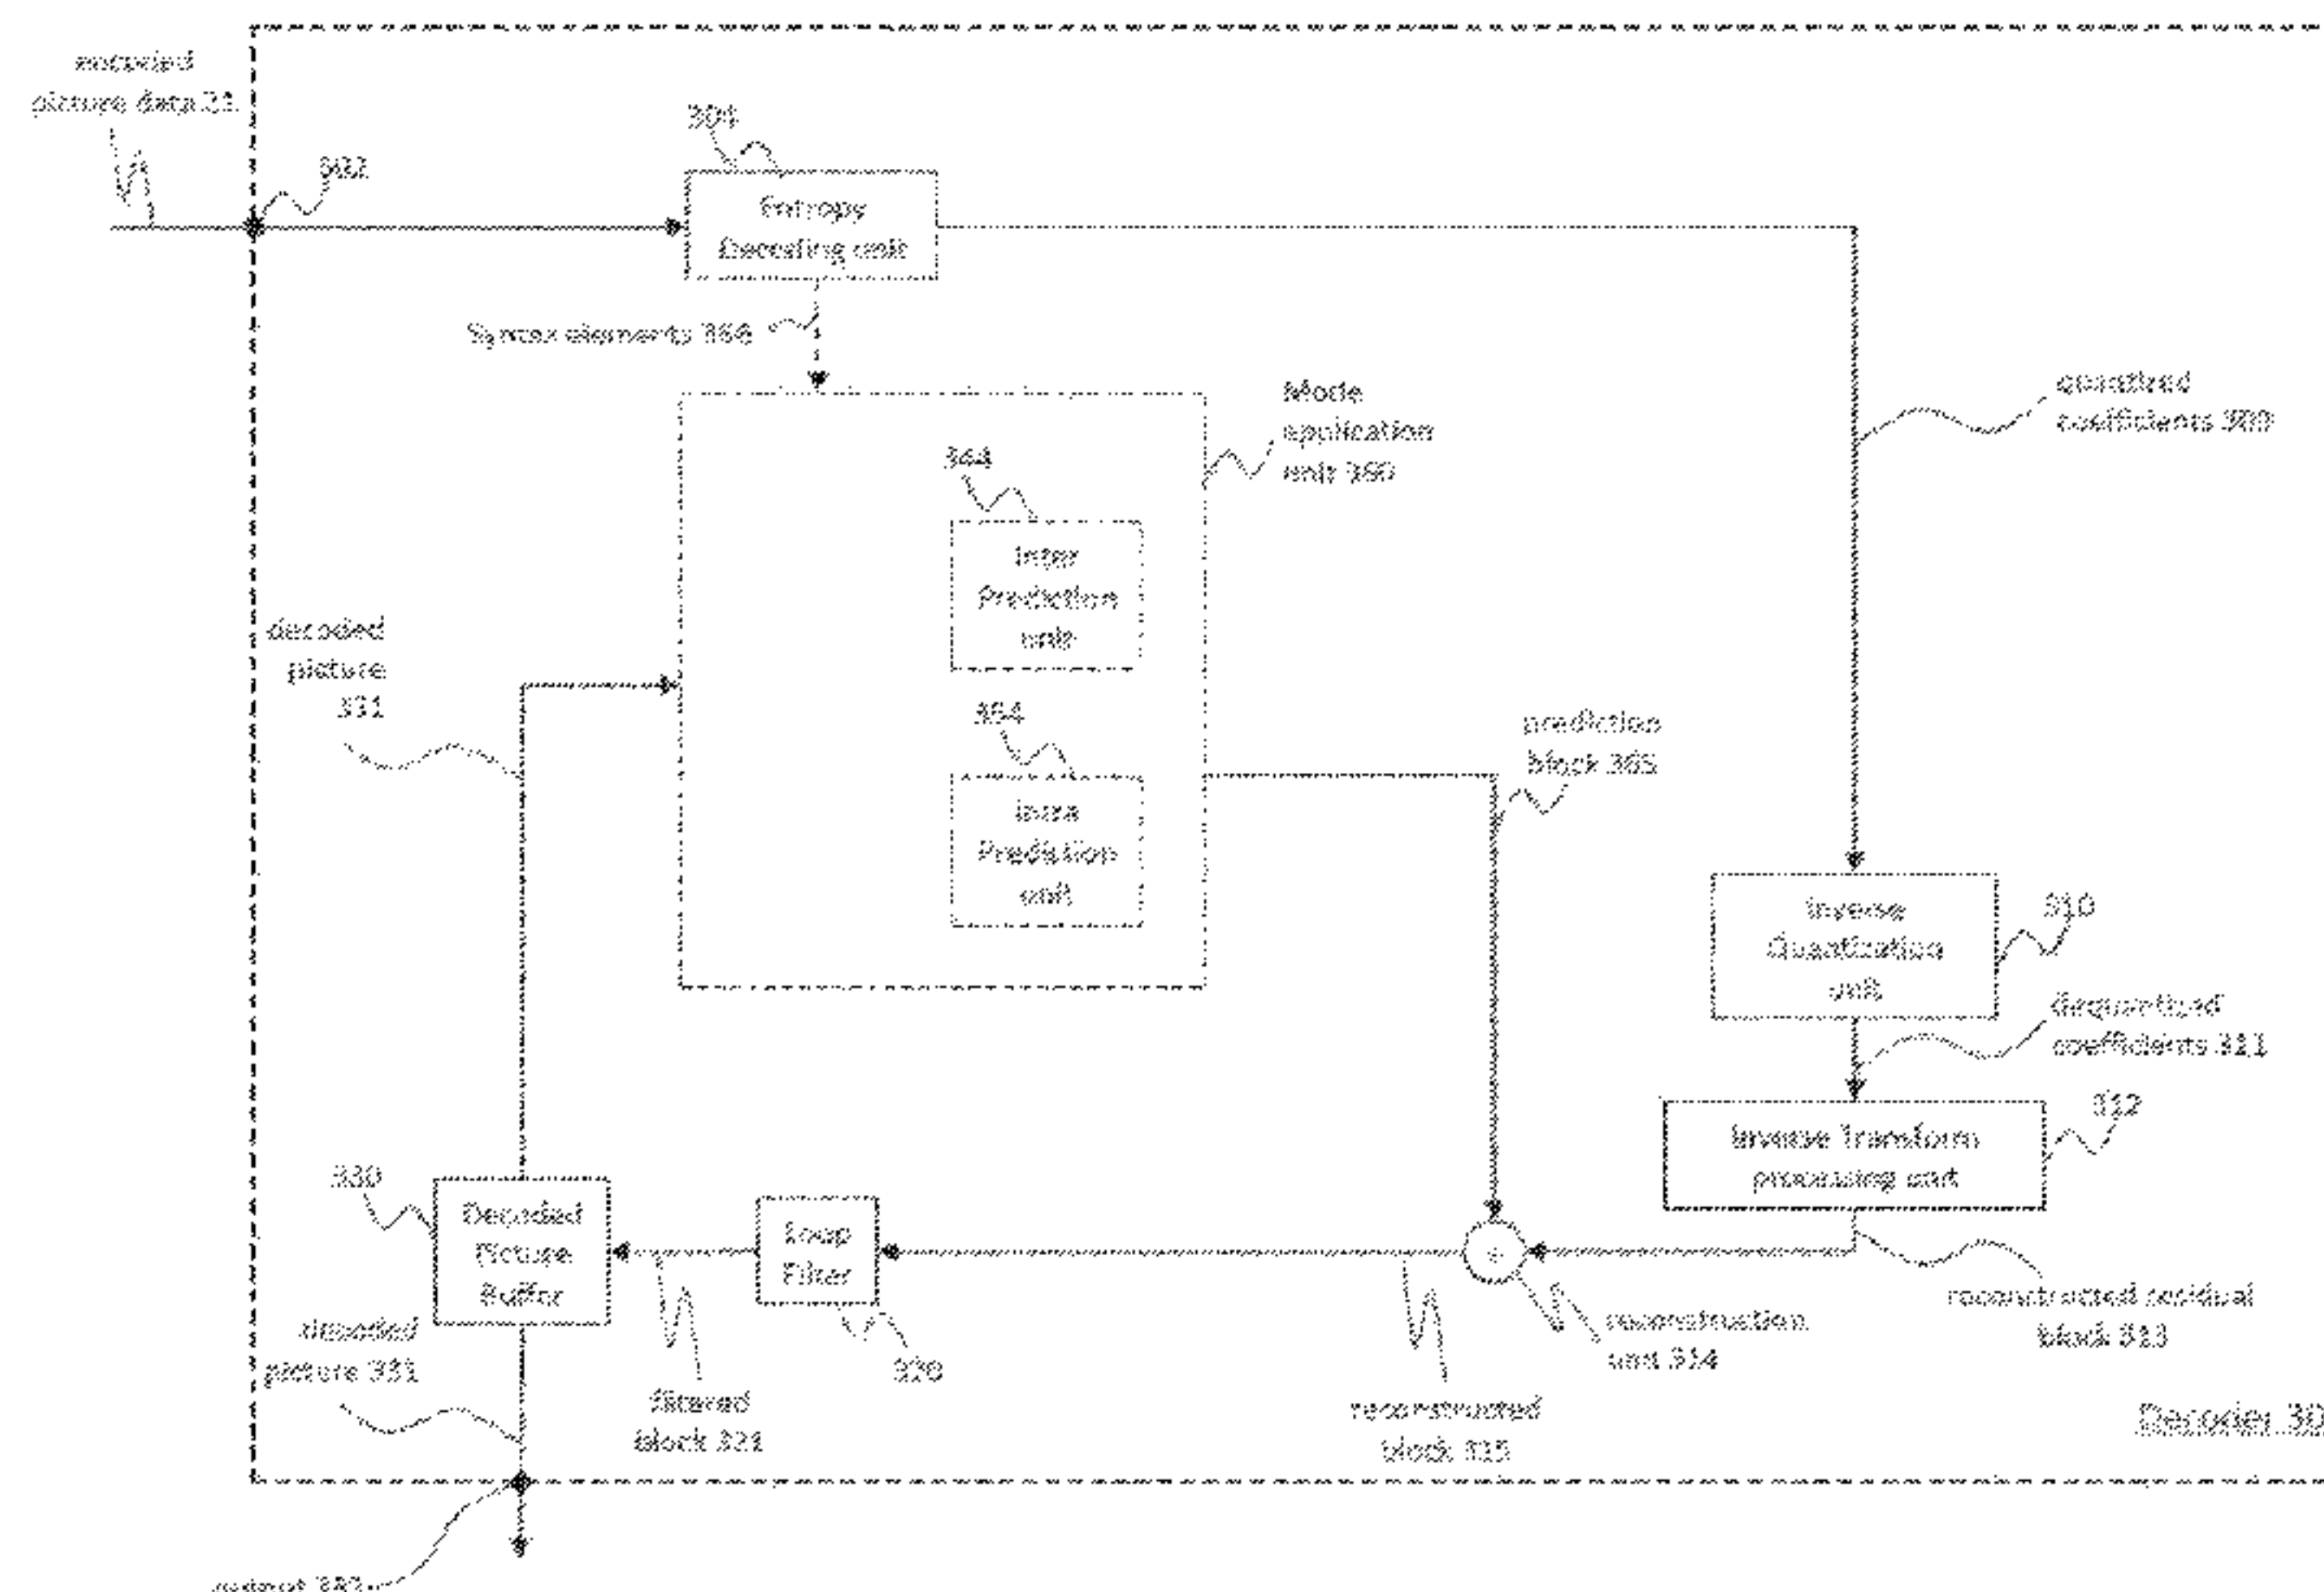 encoded
picture data 21
302
304
Entropy
Decoding unit
Syntax elements 366
Mode
application
unit 360
quantized
coefficients 309
344
Inter
Prediction
unit
decoded
picture
331
354
Intra
Prediction
unit
prediction
block 365
Inverse
Quantization
unit
310
dequantized
coefficients 311
Inverse Transform
processing unit
312
330
Decoded
Picture
Buffer
Loop
Filter
+
reconstructed residual
block 313
reconstruction
unit 314
decoded
picture 331
320
filtered
block 321
reconstructed
block 315
Decoder 30